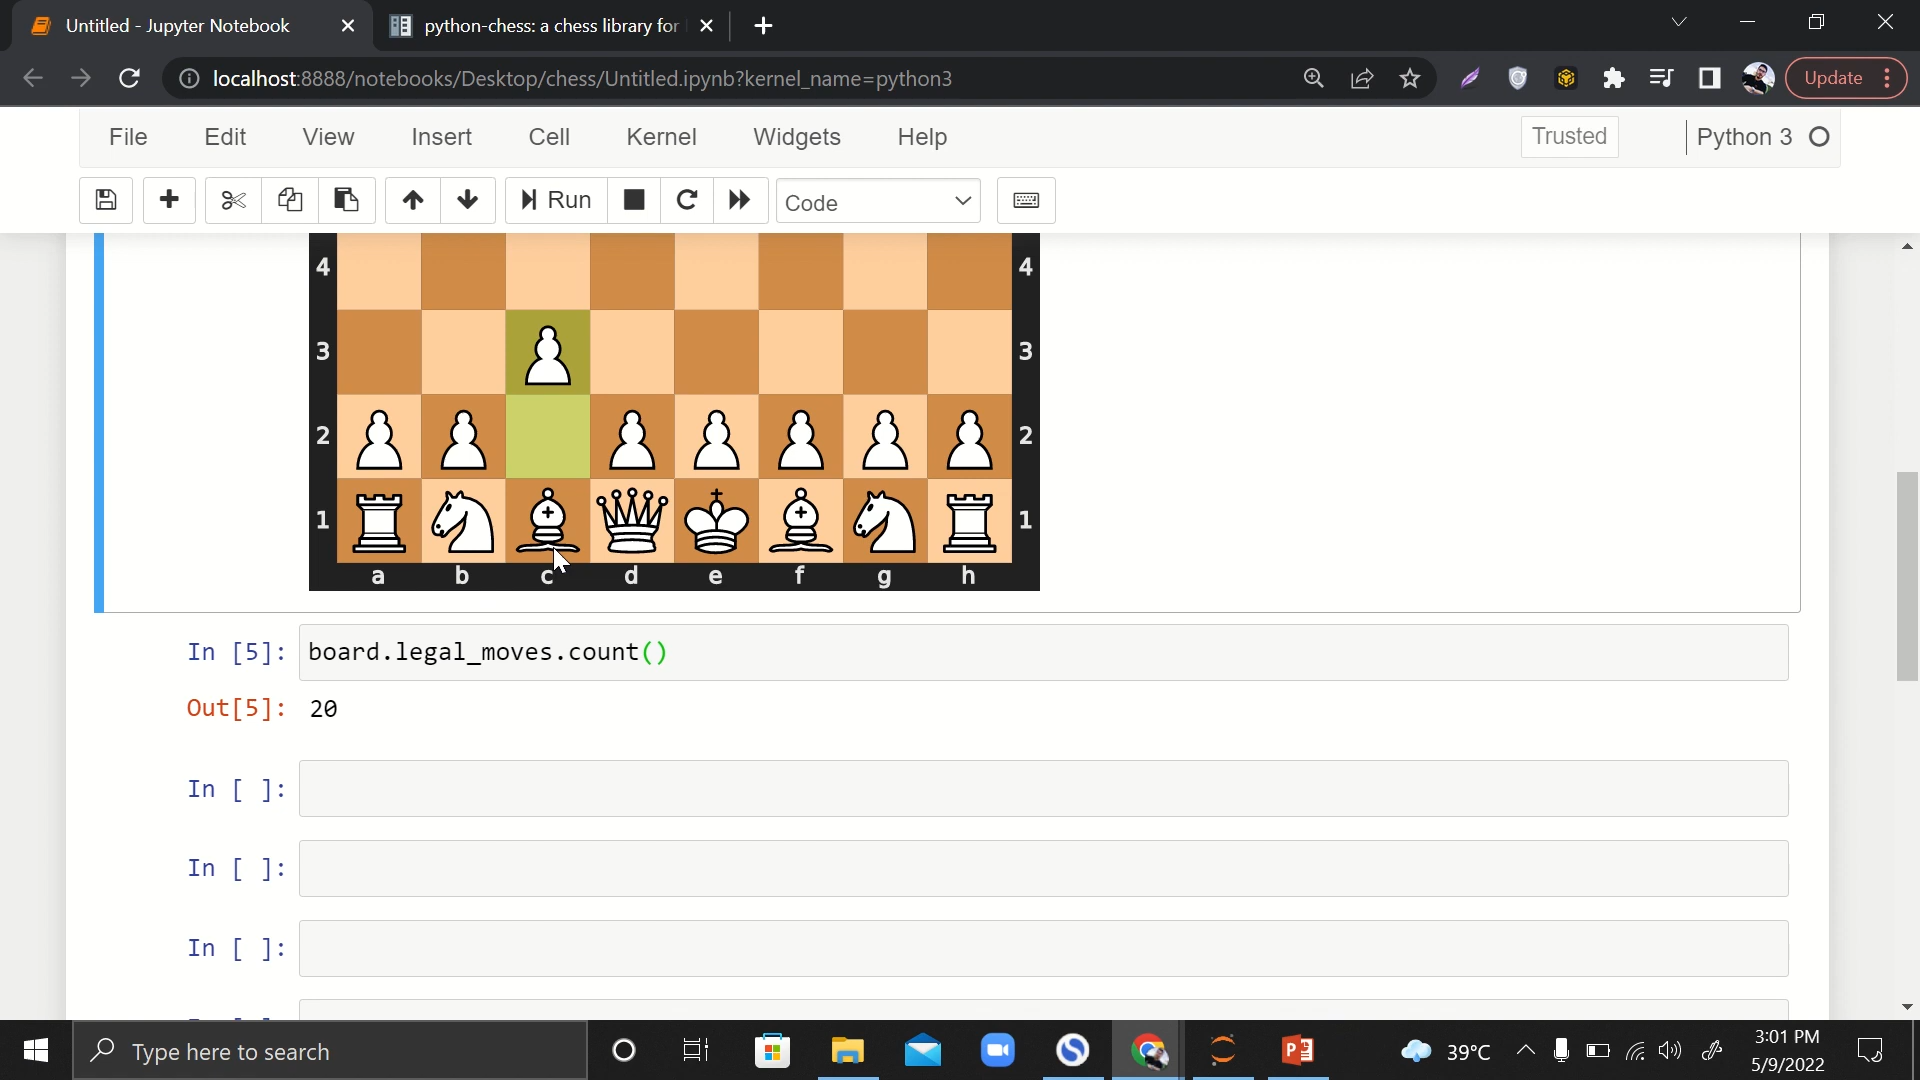 Untitled - Jupyter Notebook
python-chess: a chess library for
localhost:8888/notebooks/Desktop/chess/Untitled.ipynb?kernel_name=python3
Update
File Edit View Insert Cell Kernel Widgets Help
Trusted
Python 3
Run
Code
4 4
3 3
2 2
1 1
a b c d e f g h
In [5]: board.legal_moves.count()
Out[5]: 20
In [ ]:
In [ ]:
In [ ]:
Type here to search
39°C
3:01 PM
5/9/2022